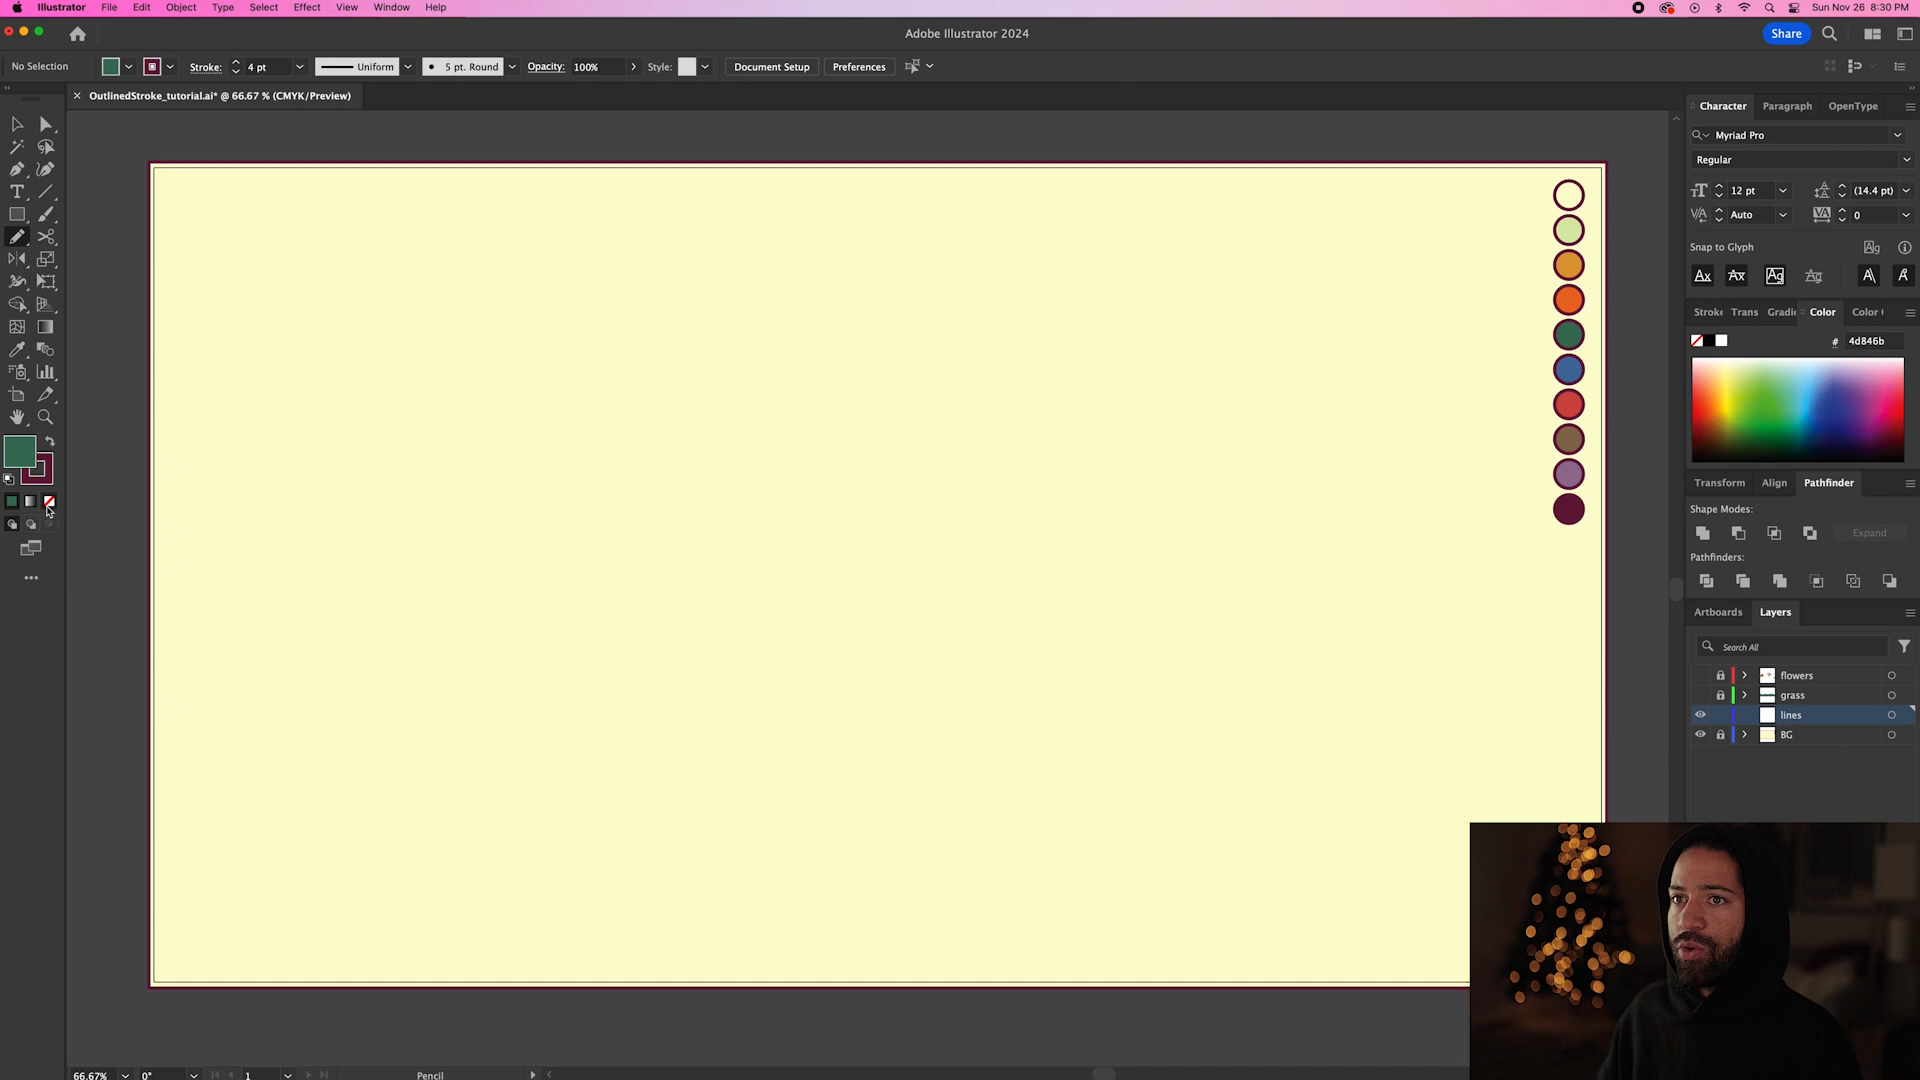 Illustrator File Edit Object Type Select Effect View Window Help Sun Nov 26 8:30 PM
Adobe Illustrator 2024 Share
No Selection Stroke: 4 pt Uniform 5 pt. Round Opacity: 100% Style: Document Setup Preferences
OutlinedStroke_tutorial.ai* @ 66.67 % (CMYK/Preview)
Character Paragraph OpenType
Myriad Pro
Regular
12 pt (14.4 pt)
Auto 0
Snap to Glyph
Stroke Trans Gradi Color Color
# 4d846b
Transform Align Pathfinder
Shape Modes:
Expand
Pathfinders:
Artboards Layers
Search All
flowers
grass
lines
BG
66.67% 0° 1 Pencil